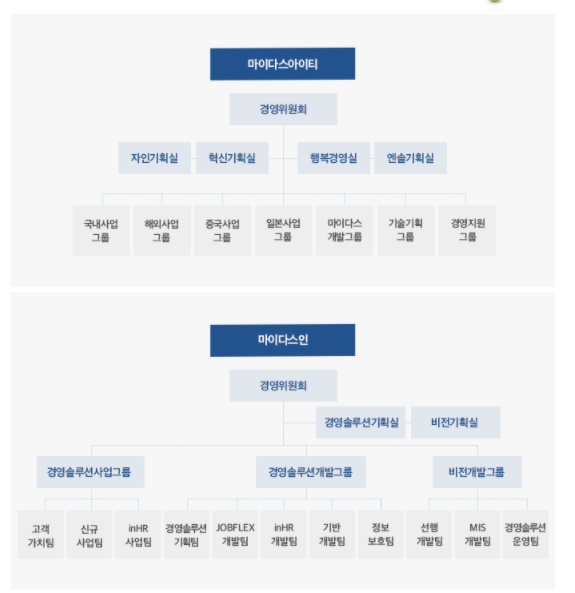 마이다스아이티
경영위원회
자인기획실 혁신기획실 행복경영실 엔솔기획실
국내사업 해외사업 중국사업 일본사업 마이다스 기술기획 경영지원
그룹 그룹 그룹 그룹 개발그룹 그룹 그룹
마이다스인
경영위원회
경영솔루션기획실 비전기획실
경영솔루션사업그룹 경영솔루션개발그룹 비전개발그룹
고객 신규 inHR 경영솔루션 JOBFLEX inHR 기반 정보 선행 MIS 경영솔루션
가치팀 사업팀 사업팀 기획팀 개발팀 개발팀 개발팀 보호팀 개발팀 개발팀 운영팀